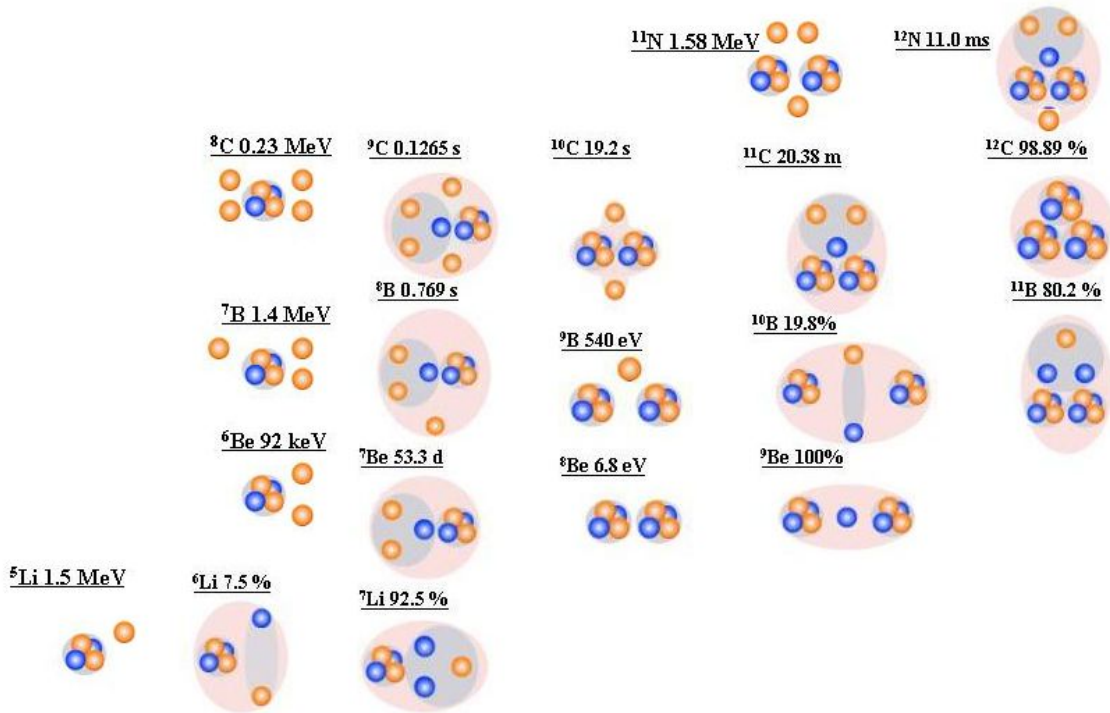 ¹¹N 1.58 MeV
¹²N 11.0 ms
⁸C 0.23 MeV
⁹C 0.1265 s
¹⁰C 19.2 s
¹¹C 20.38 m
¹²C 98.89 %
⁷B 1.4 MeV
⁸B 0.769 s
⁹B 540 eV
¹⁰B 19.8%
¹¹B 80.2 %
⁶Be 92 keV
⁷Be 53.3 d
⁸Be 6.8 eV
⁹Be 100%
⁵Li 1.5 MeV
⁶Li 7.5 %
⁷Li 92.5 %